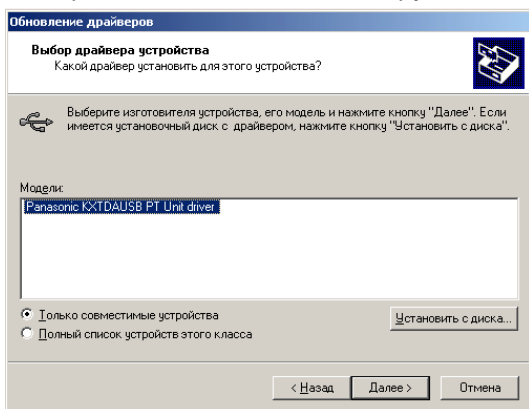 Обновление драйверов
Выбор драйвера устройства
Какой драйвер установить для этого устройства?
Выберите изготовителя устройства, его модель и нажмите кнопку "Далее". Если
имеется установочный диск с драйвером, нажмите кнопку "Установить с диска".
Модели:
Panasonic KXTDAUSB PT Unit driver
Только совместимые устройства
Установить с диска...
Полный список устройств этого класса
< Назад
Далее >
Отмена